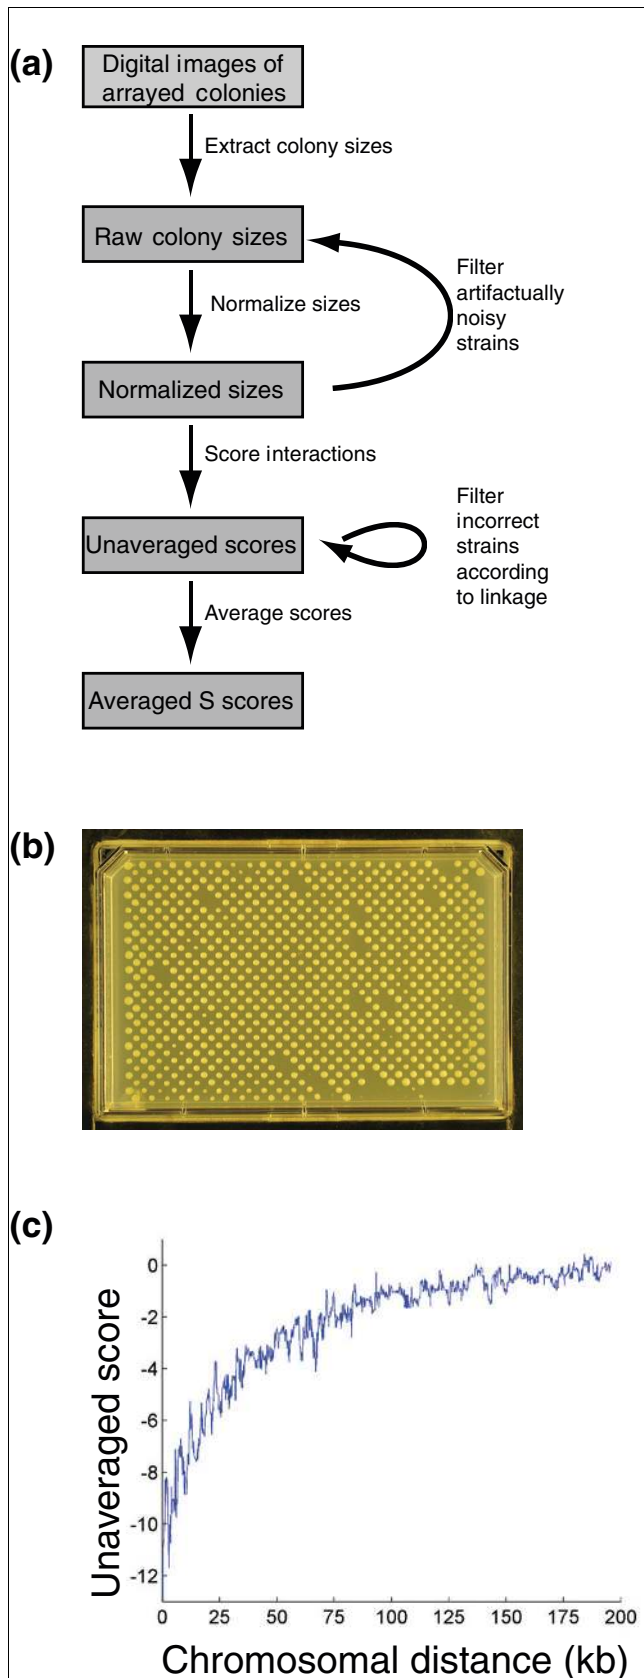 (a)
Digital images of
arrayed colonies
Extract colony sizes
Raw colony sizes
Filter
artifactually
noisy
strains
Normalize sizes
Normalized sizes
Score interactions
Filter
incorrect
strains
according
to linkage
Unaveraged scores
Average scores
Averaged S scores
(b)
(c)
Unaveraged score
0
-2
-4
-6
-8
-10
-12
0 25 50 75 100 125 150 175 200
Chromosomal distance (kb)